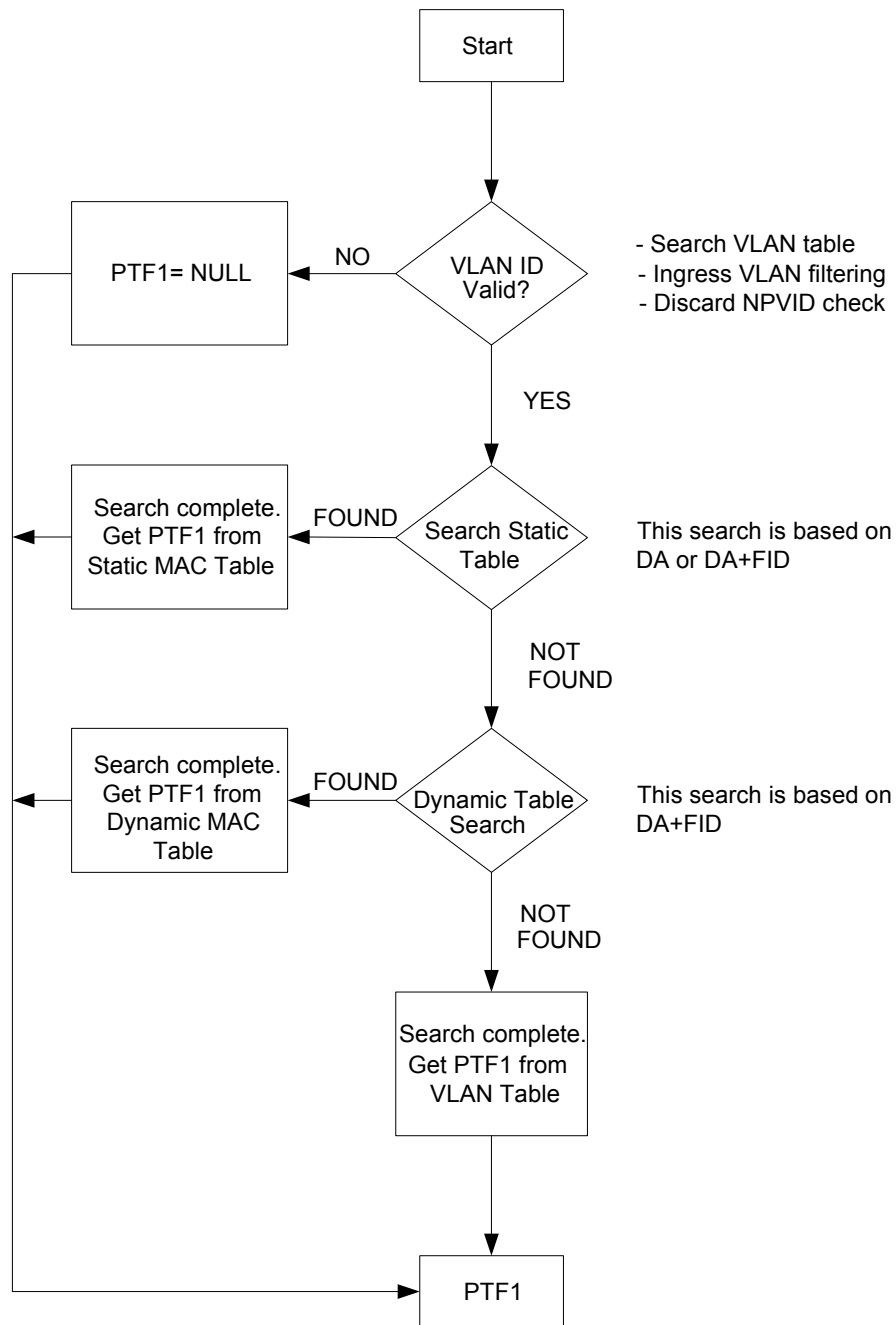 Start
PTF1= NULL
NO
VLAN ID
Valid?
- Search VLAN table
- Ingress VLAN filtering
- Discard NPVID check
YES
Search complete.
Get PTF1 from
Static MAC Table
FOUND
Search Static
Table
This search is based on
DA or DA+FID
NOT
FOUND
Search complete.
Get PTF1 from
Dynamic MAC
Table
FOUND
Dynamic Table
Search
This search is based on
DA+FID
NOT
FOUND
Search complete.
Get PTF1 from
VLAN Table
PTF1